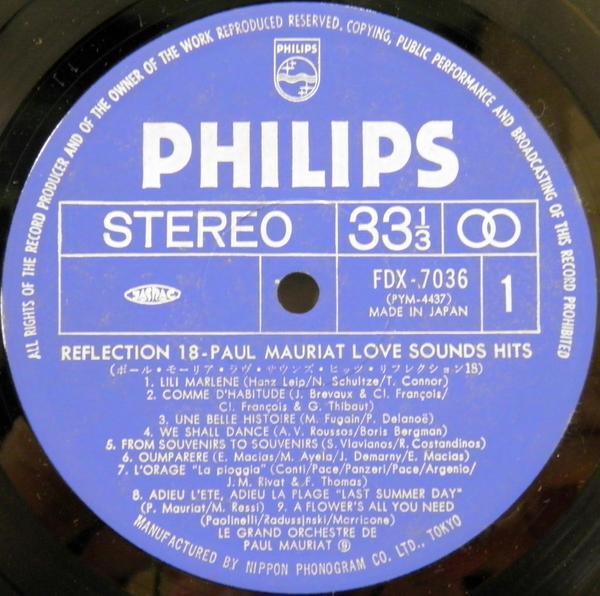 ALL RIGHTS OF THE RECORD PRODUCER AND OF THE OWNER OF THE WORK REPRODUCED RESERVED, COPYING, PUBLIC PERFORMANCE AND BROADCASTING OF THIS RECORD PROHIBITED
PHILIPS
PHILIPS
STEREO 33 1/3
JASRAC FDX-7036 1
(PYM-4437)
MADE IN JAPAN
REFLECTION 18-PAUL MAURIAT LOVE SOUNDS HITS
(ポール・モーリア・ラヴ・サウンズ・ヒッツ・リフレクション18)
1. LILI MARLENE (Hanz Leip/N. Schultze/T. Connor)
2. COMME D'HABITUDE (J. Brevaux & Cl. François/
Cl. François & G. Thibaut)
3. UNE BELLE HISTOIRE (M. Fugain/P. Delanoë)
4. WE SHALL DANCE (A. V. Roussos/Boris Bergman)
5. FROM SOUVENIRS TO SOUVENIRS (S. Vlavianos/R. Costandinos)
6. OUMPARERE (E. Macias/M. Ayela/J. Demarny/E. Macias)
7. L'ORAGE "La pioggia" (Conti/Pace/Panzeri/Pace/Argenio/
J. M. Rivat & F. Thomas)
8. ADIEU L'ETE, ADIEU LA PLAGE "LAST SUMMER DAY"
(P. Mauriat/M. Rossi) 9. A FLOWER'S ALL YOU NEED
(Paolinelli/Radussinski/Morricone)
LE GRAND ORCHESTRE DE
PAUL MAURIAT Ⓟ
MANUFACTURED BY NIPPON PHONOGRAM CO. LTD., TOKYO